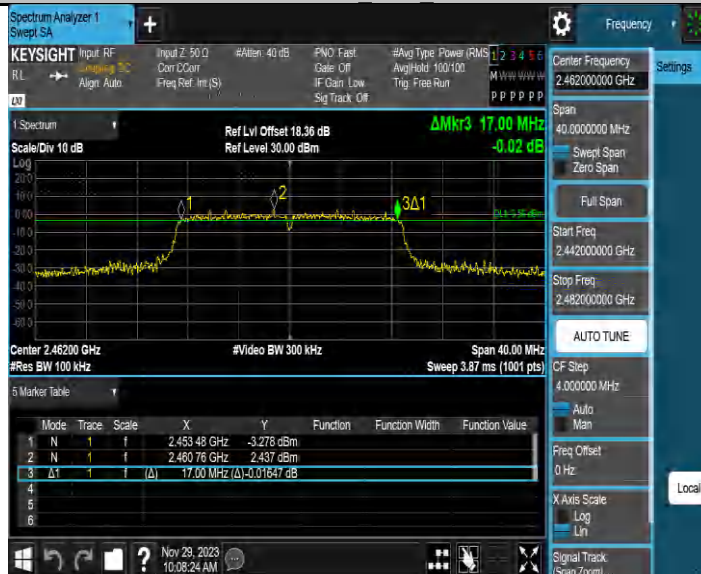 Spectrum Analyzer 1
Swept SA
+
Frequency
Settings
KEYSIGHT Input: RF
RL
Coupling: DC
Align: Auto
Input Z: 50 Ω
Corr CCorr
Freq Ref: Int (S)
#Atten: 40 dB
PNO: Fast
Gate: Off
IF Gain: Low
Sig Track: Off
#Avg Type: Power (RMS
Avg|Hold: 100/100
Trig: Free Run
1 2 3 4 5 6
M W W W W W
P P P P P P
LXI
1 Spectrum
Scale/Div 10 dB
Ref Lvl Offset 18.36 dB
Ref Level 30.00 dBm
ΔMkr3 17.00 MHz
-0.02 dB
Log
20.0
10.0
0.00
-10.0
-20.0
-30.0
-40.0
-50.0
-60.0
1
2
3Δ1
Center 2.46200 GHz
#Res BW 100 kHz
#Video BW 300 kHz
Span 40.00 MHz
Sweep 3.87 ms (1001 pts)
5 Marker Table
Mode Trace Scale X Y Function Function Width Function Value
1 N 1 f 2.453 48 GHz -3.278 dBm
2 N 1 f 2.460 76 GHz 2.437 dBm
3 Δ1 1 f (Δ) 17.00 MHz (Δ) -0.01647 dB
4
5
6
Nov 29, 2023
10:08:24 AM
?
Center Frequency
2.462000000 GHz
Span
40.0000000 MHz
Swept Span
Zero Span
Full Span
Start Freq
2.442000000 GHz
Stop Freq
2.482000000 GHz
AUTO TUNE
CF Step
4.000000 MHz
Auto
Man
Freq Offset
0 Hz
X Axis Scale
Log
Lin
Signal Track
(Span Zoom)
Local